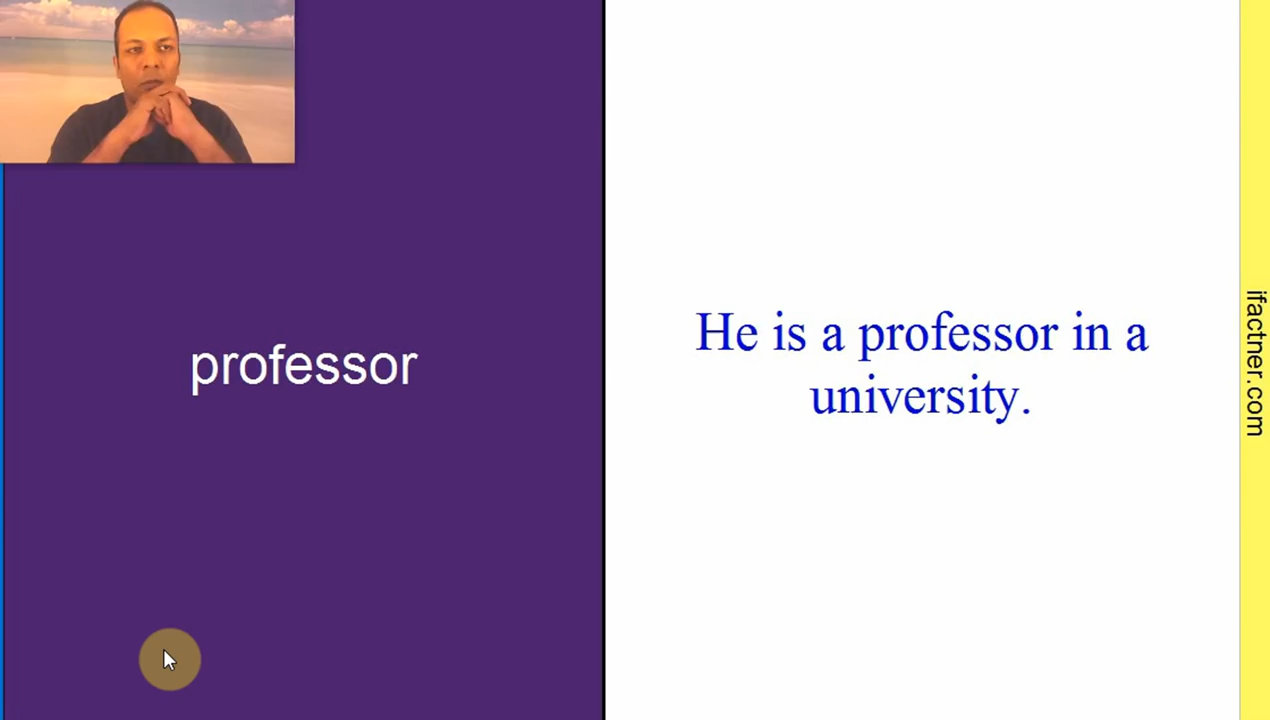 professor
He is a professor in a
university.
ifactner.com